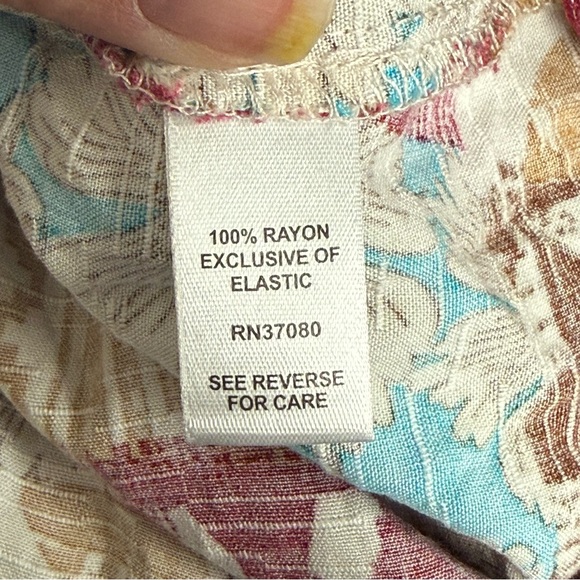 100% RAYON
EXCLUSIVE OF
ELASTIC
RN37080
SEE REVERSE
FOR CARE